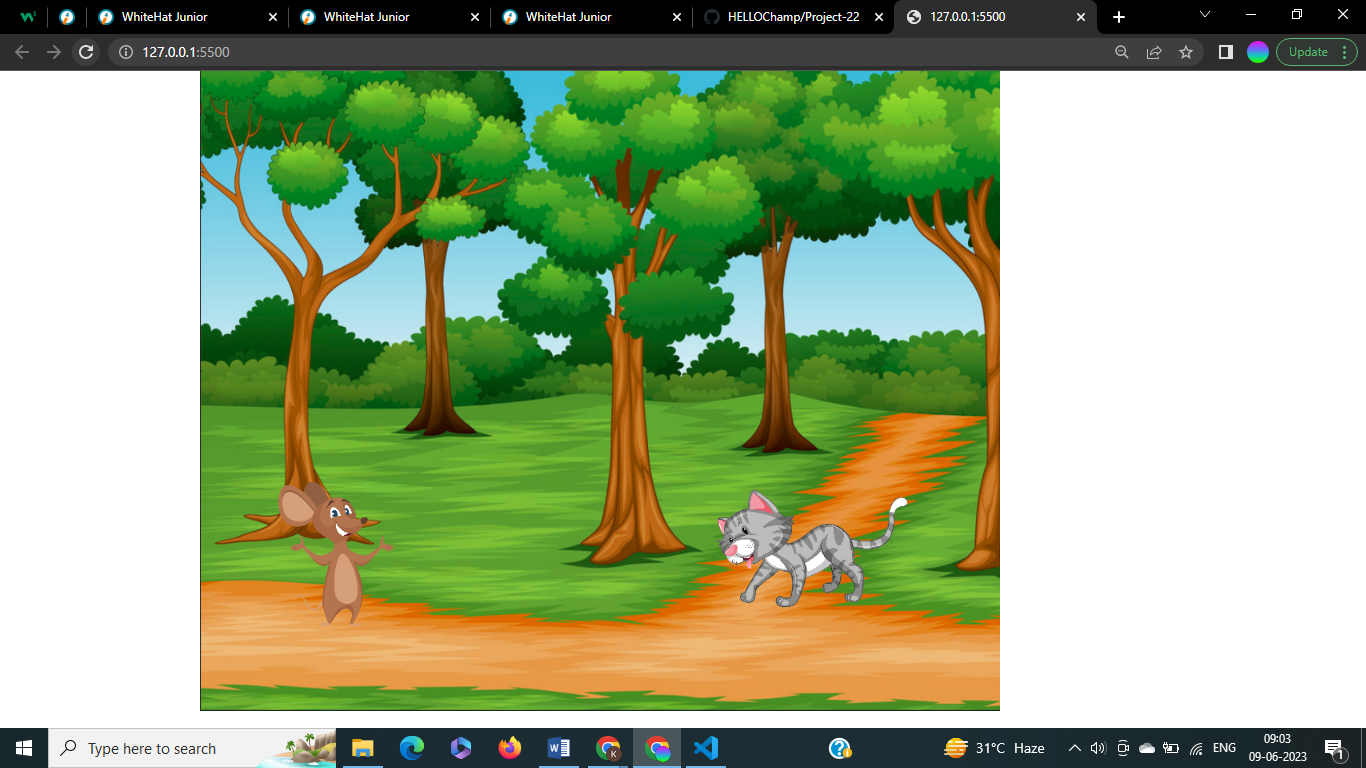 WhiteHat Junior
WhiteHat Junior
WhiteHat Junior
HELLOChamp/Project-22
127.0.0.1:5500
127.0.0.1:5500
Update
Type here to search
W
K
31°C Haze
ENG
09:03
09-06-2023
1